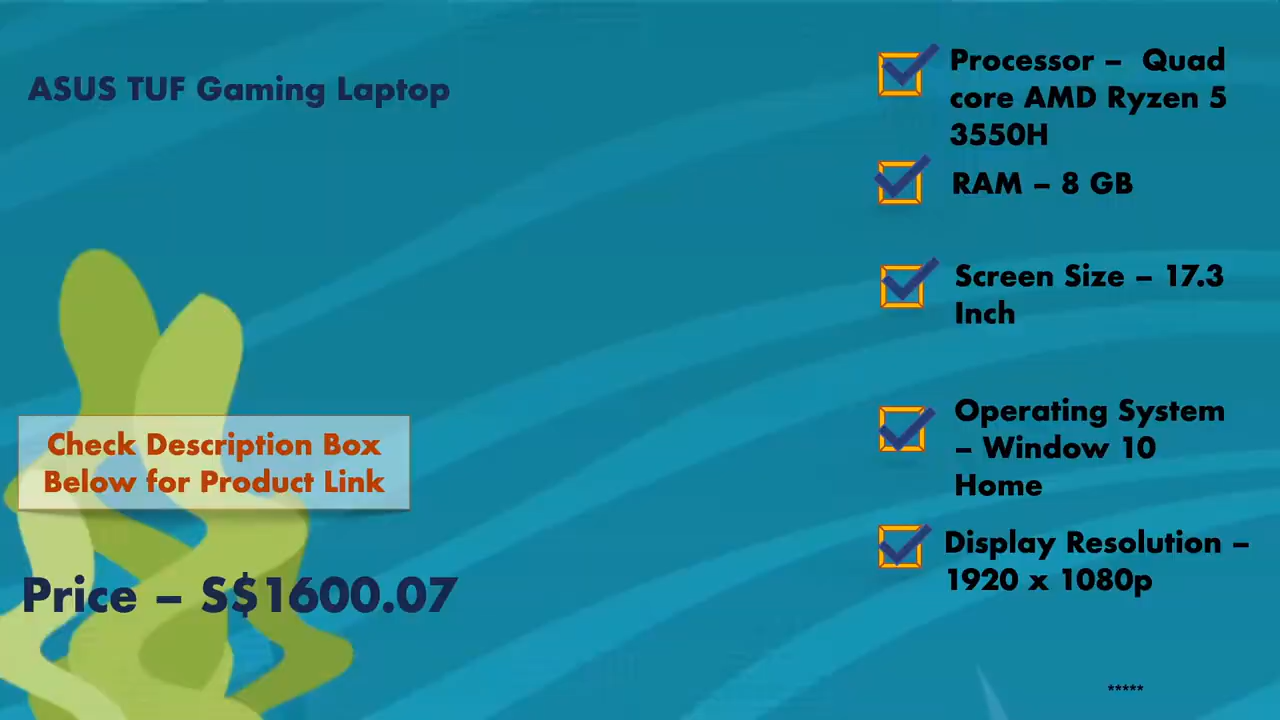 ASUS TUF Gaming Laptop
Check Description Box
Below for Product Link
Price – S$1600.07
Processor – Quad
core AMD Ryzen 5
3550H
RAM – 8 GB
Screen Size – 17.3
Inch
Operating System
– Window 10
Home
Display Resolution –
1920 x 1080p
*****